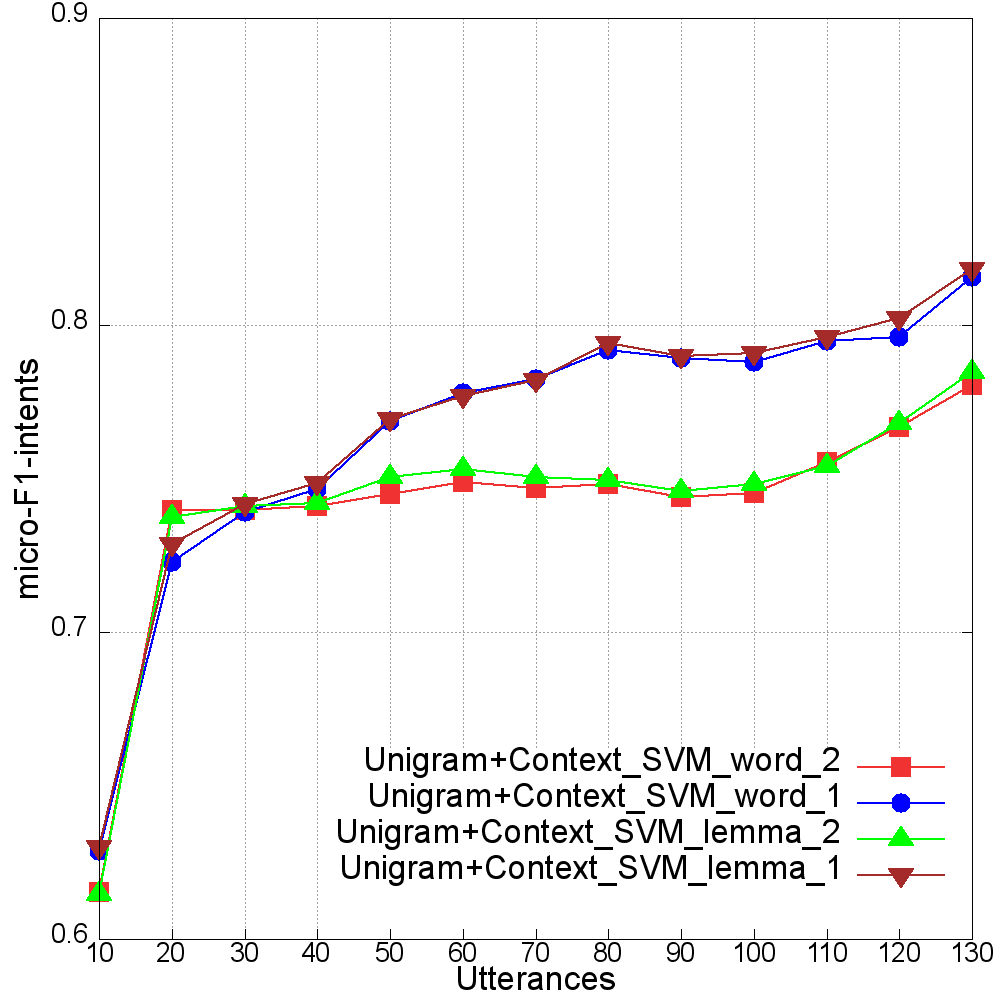 0.9
0.8
0.7
0.6
micro-F1-intents
Unigram+Context_SVM_word_2
Unigram+Context_SVM_word_1
Unigram+Context_SVM_lemma_2
Unigram+Context_SVM_lemma_1
10 20 30 40 50 60 70 80 90 100 110 120 130
Utterances